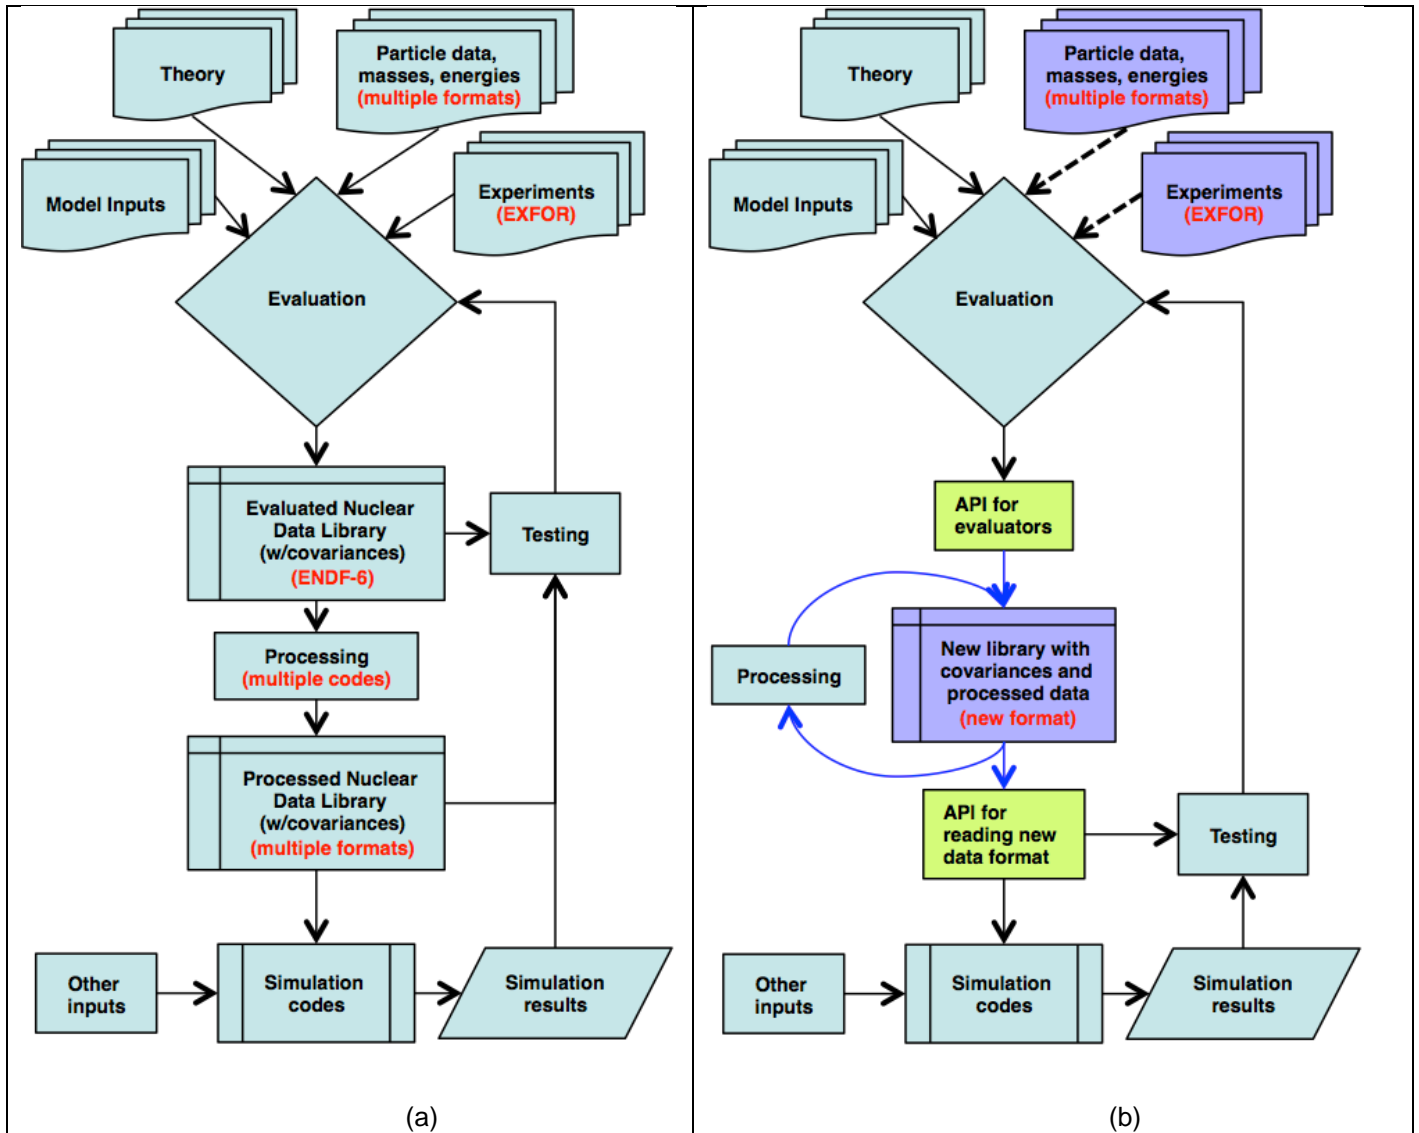 Theory
Particle data,
masses, energies
(multiple formats)
Model Inputs
Experiments
(EXFOR)
Evaluation
Evaluated Nuclear
Data Library
(w/covariances)
(ENDF-6)
Testing
Processing
(multiple codes)
Processed Nuclear
Data Library
(w/covariances)
(multiple formats)
Other
inputs
Simulation
codes
Simulation
results
(a)
Theory
Particle data,
masses, energies
(multiple formats)
Model Inputs
Experiments
(EXFOR)
Evaluation
API for
evaluators
Processing
New library with
covariances and
processed data
(new format)
API for
reading new
data format
Testing
Other
inputs
Simulation
codes
Simulation
results
(b)